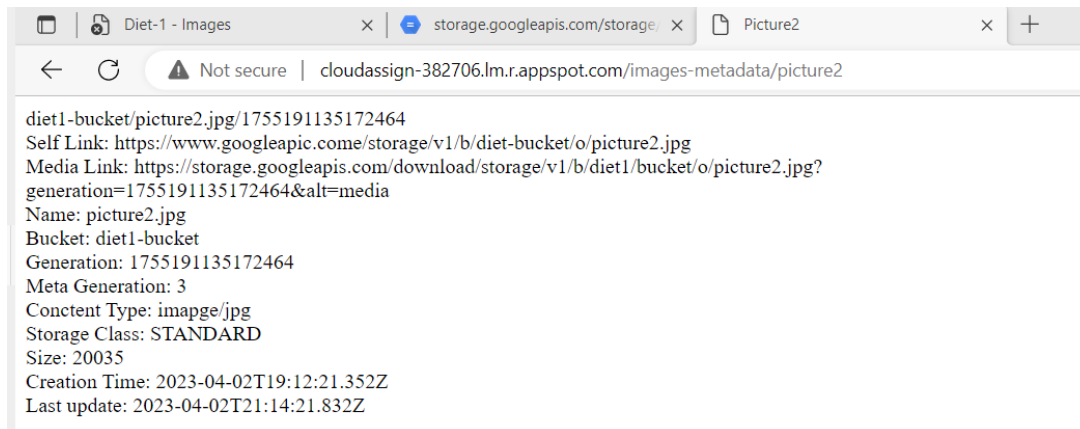 Diet-1 - Images
storage.googleapis.com/storage/
Picture2
Not secure | cloudassign-382706.lm.r.appspot.com/images-metadata/picture2
diet1-bucket/picture2.jpg/1755191135172464
Self Link: https://www.googleapic.come/storage/v1/b/diet-bucket/o/picture2.jpg
Media Link: https://storage.googleapis.com/download/storage/v1/b/diet1/bucket/o/picture2.jpg?
generation=1755191135172464&alt=media
Name: picture2.jpg
Bucket: diet1-bucket
Generation: 1755191135172464
Meta Generation: 3
Conctent Type: imapge/jpg
Storage Class: STANDARD
Size: 20035
Creation Time: 2023-04-02T19:12:21.352Z
Last update: 2023-04-02T21:14:21.832Z